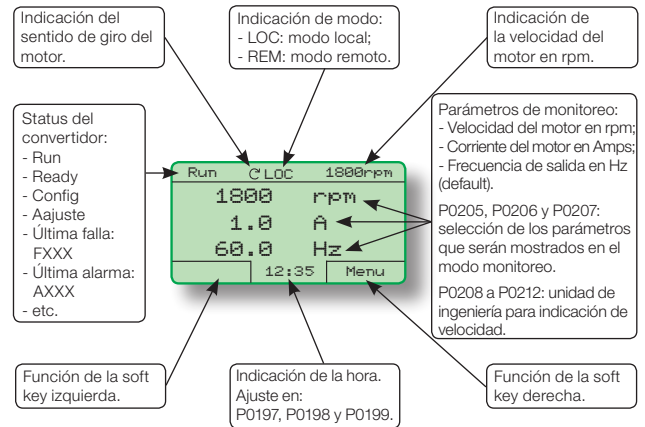 Indicación del
sentido de giro del
motor.
Indicación de modo:
- LOC: modo local;
- REM: modo remoto.
Indicación de
la velocidad del
motor en rpm.
Status del
convertidor:
- Run
- Ready
- Config
- Aajuste
- Última falla:
FXXX
- Última alarma:
AXXX
- etc.
Run LOC 1800rpm
1800 rpm
1.0 A
60.0 Hz
12:35 Menu
Parámetros de monitoreo:
- Velocidad del motor en rpm;
- Corriente del motor en Amps;
- Frecuencia de salida en Hz
(default).
P0205, P0206 y P0207:
selección de los parámetros
que serán mostrados en el
modo monitoreo.
P0208 a P0212: unidad de
ingeniería para indicación de
velocidad.
Función de la soft
key izquierda.
Indicación de la hora.
Ajuste en:
P0197, P0198 y P0199.
Función de la soft
key derecha.